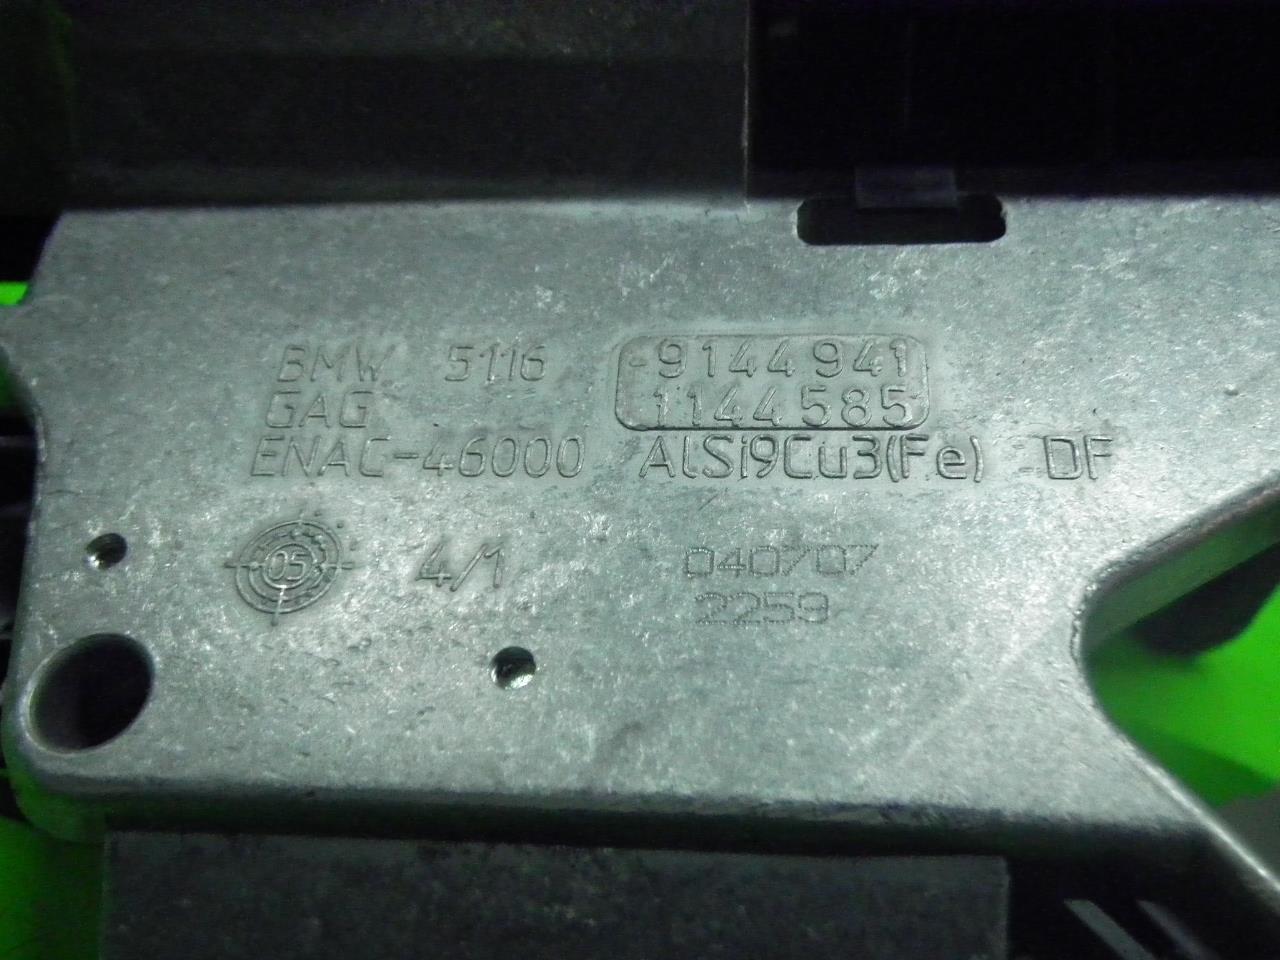 BMW 5116 -9144941
GAG 1144585
ENAC-46000 AlSi9Cu3(Fe) DF
05 4/1 040707
2259